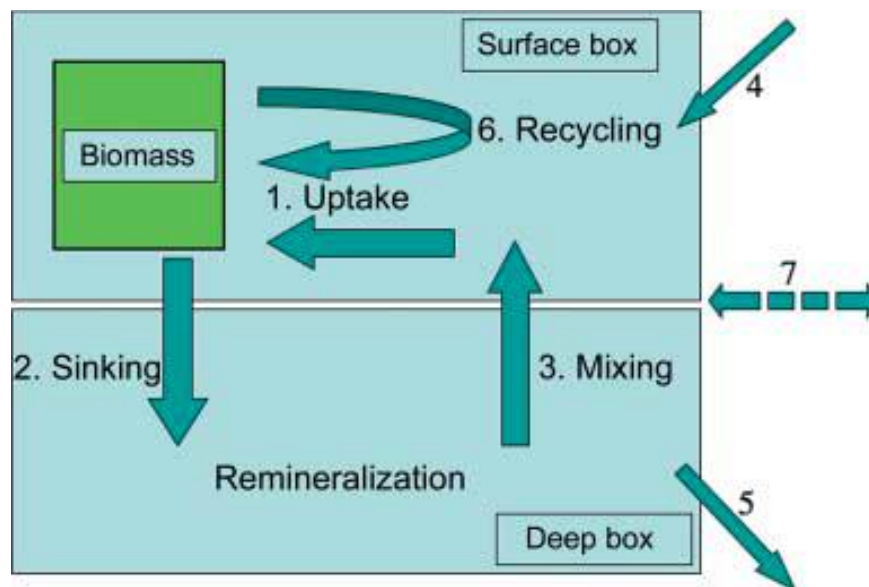 Surface box
4
Biomass
6. Recycling
1. Uptake
7
2. Sinking
3. Mixing
Remineralization
5
Deep box